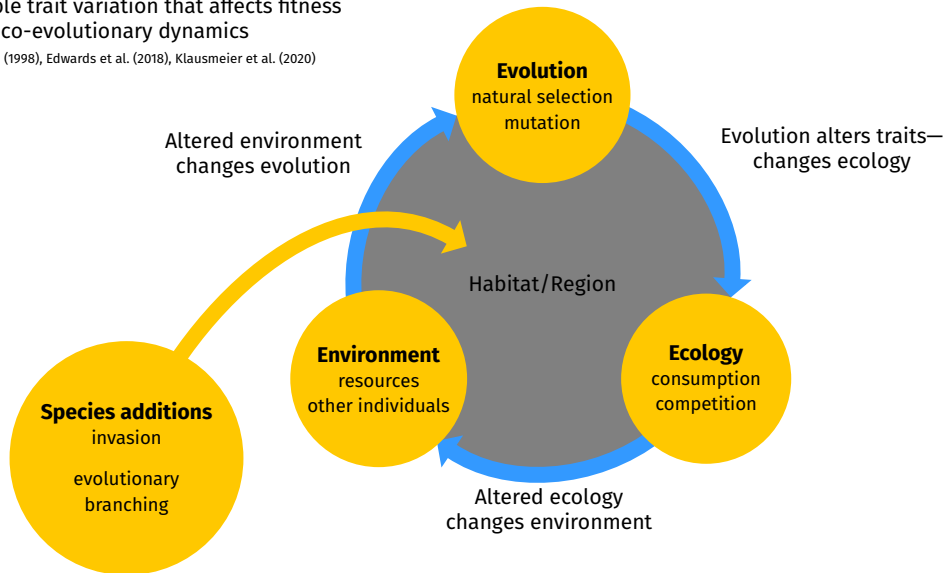 trait variation that affects fitness
co-evolutionary dynamics
(1998), Edwards et al. (2018), Klausmeier et al. (2020)
Evolution
natural selection
mutation
Altered environment
changes evolution
Evolution alters traits—
changes ecology
Habitat/Region
Environment
resources
other individuals
Ecology
consumption
competition
Species additions
invasion
evolutionary
branching
Altered ecology
changes environment